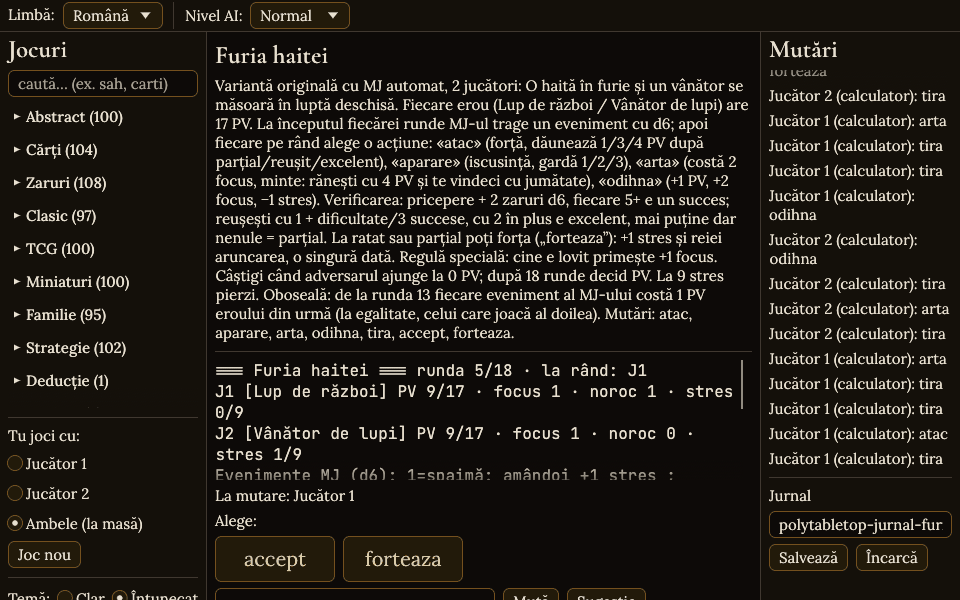 Limbă: Română ▼ Nivel AI: Normal ▼
Jocuri
caută... (ex. sah, carti)
▸ Abstract (100)
▸ Cărți (104)
▸ Zaruri (108)
▸ Clasic (97)
▸ TCG (100)
▸ Miniaturi (100)
▸ Familie (95)
▸ Strategie (102)
▸ Deducție (1)
Tu joci cu:
Jucător 1
Jucător 2
Ambele (la masă)
Joc nou
Temă: Clar Întunecat
Furia haitei
Variantă originală cu MJ automat, 2 jucători: O haită în furie și un vânător se
măsoară în luptă deschisă. Fiecare erou (Lup de război / Vânător de lupi) are
17 PV. La începutul fiecărei runde MJ-ul trage un eveniment cu d6; apoi
fiecare pe rând alege o acțiune: «atac» (forță, dăunează 1/3/4 PV după
parțial/reușit/excelent), «aparare» (iscusință, gardă 1/2/3), «arta» (costă 2
focus, minte: rănești cu 4 PV și te vindeci cu jumătate), «odihna» (+1 PV, +2
focus, −1 stres). Verificarea: pricepere + 2 zaruri d6, fiecare 5+ e un succes;
reușești cu 1 + dificultate/3 succese, cu 2 în plus e excelent, mai puține dar
nenule = parțial. La ratat sau parțial poți forța („forteaza”): +1 stres și reiei
aruncarea, o singură dată. Regulă specială: cine e lovit primește +1 focus.
Câștigi când adversarul ajunge la 0 PV; după 18 runde decid PV. La 9 stres
pierzi. Oboseală: de la runda 13 fiecare eveniment al MJ-ului costă 1 PV
eroului din urmă (la egalitate, celui care joacă al doilea). Mutări: atac,
aparare, arta, odihna, tira, accept, forteaza.
═══ Furia haitei ═══ runda 5/18 · la rând: J1
J1 [Lup de război] PV 9/17 · focus 1 · noroc 1 · stres
0/9
J2 [Vânător de lupi] PV 9/17 · focus 1 · noroc 0 ·
stres 1/9
Evenimente MJ (d6): 1=spaimă: amândoi +1 stres ;
La mutare: Jucător 1
Alege:
accept forteaza
Mută Sugestie
Mutări
forteaza
Jucător 2 (calculator): tira
Jucător 1 (calculator): arta
Jucător 1 (calculator): tira
Jucător 1 (calculator): tira
Jucător 1 (calculator):
odihna
Jucător 2 (calculator):
odihna
Jucător 2 (calculator): tira
Jucător 2 (calculator): arta
Jucător 2 (calculator): tira
Jucător 1 (calculator): arta
Jucător 1 (calculator): tira
Jucător 1 (calculator): tira
Jucător 2 (calculator): atac
Jucător 1 (calculator): tira
Jurnal
polytabletop-jurnal-fur
Salvează Încarcă